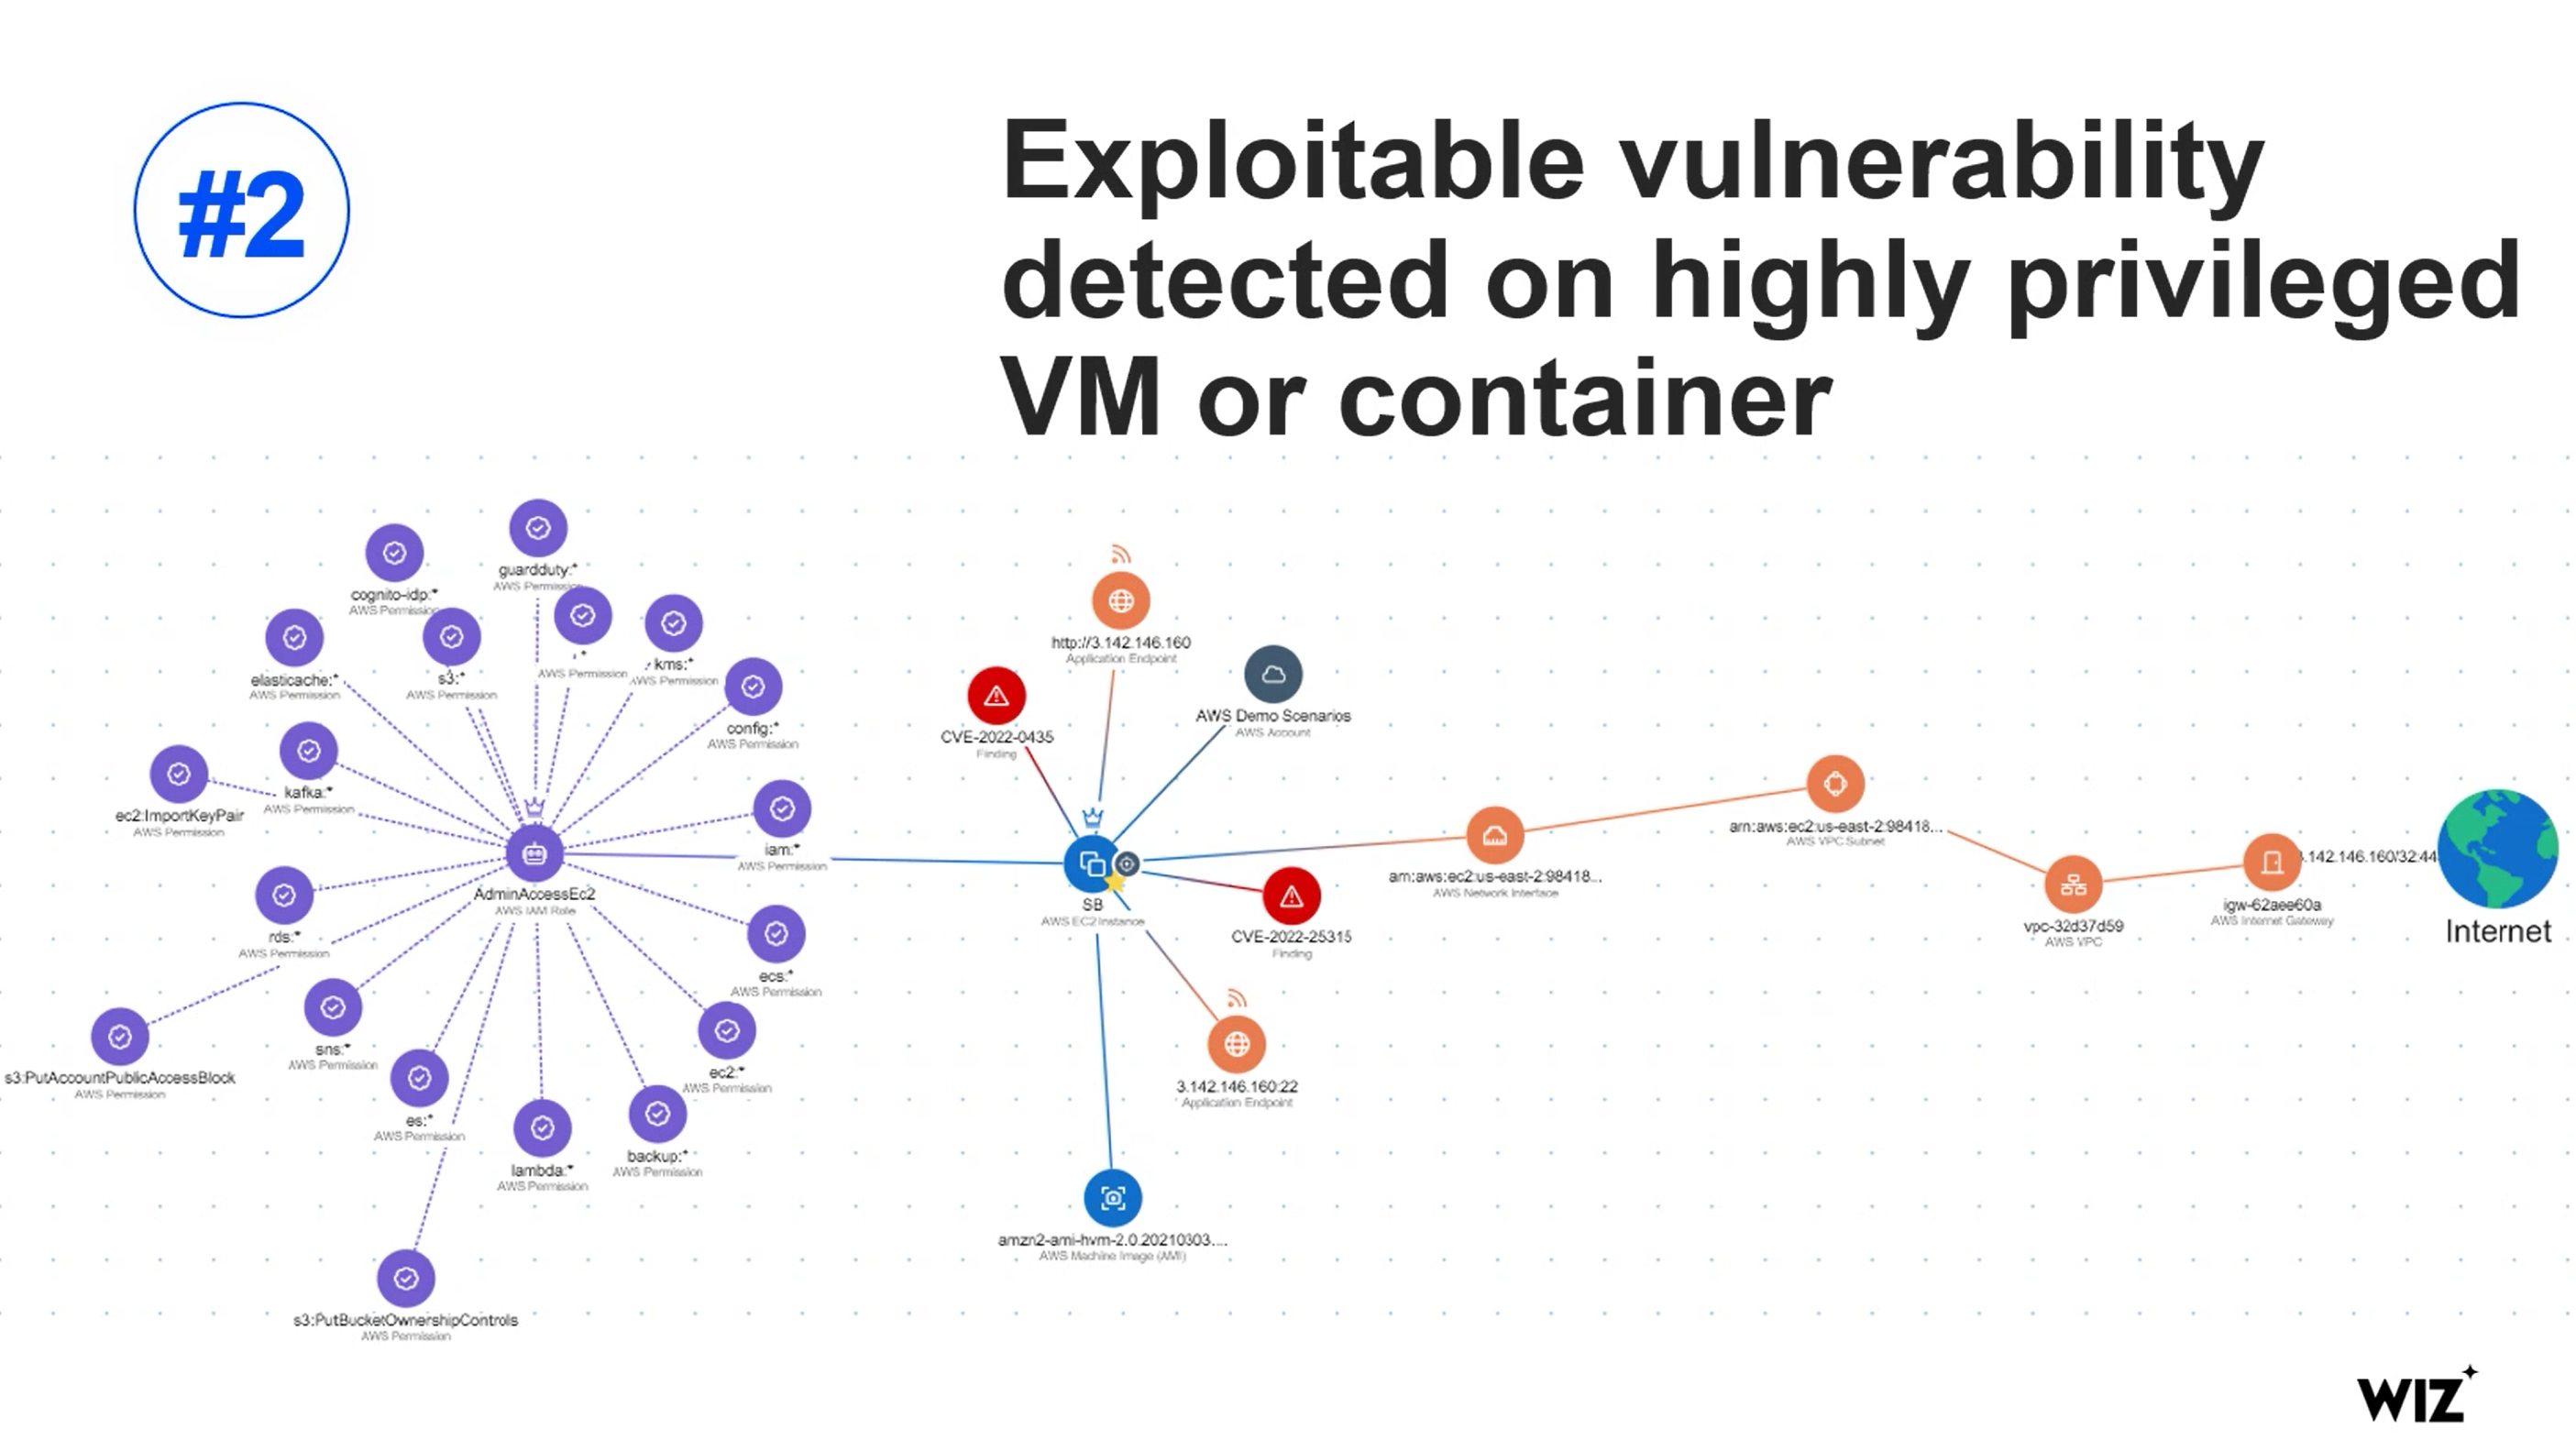 #2
Exploitable vulnerability
detected on highly privileged
VM or container
guardduty:*
AWS Permission
cognito-idp:*
AWS Permission
*
AWS Permission
kms:*
AWS Permission
elasticache:*
AWS Permission
s3:*
AWS Permission
config:*
AWS Permission
kafka:*
AWS Permission
ec2:ImportKeyPair
AWS Permission
iam:*
AWS Permission
AdminAccessEc2
AWS IAM Role
rds:*
AWS Permission
ecs:*
AWS Permission
sns:*
AWS Permission
s3:PutAccountPublicAccessBlock
AWS Permission
ec2:*
AWS Permission
es:*
AWS Permission
lambda:*
AWS Permission
backup:*
AWS Permission
s3:PutBucketOwnershipControls
AWS Permission
http://3.142.146.160
Application Endpoint
CVE-2022-0435
Finding
AWS Demo Scenarios
AWS Account
SB
AWS EC2 Instance
CVE-2022-25315
Finding
3.142.146.160:22
Application Endpoint
amzn2-ami-hvm-2.0.20210303....
AWS Machine Image (AMI)
arn:aws:ec2:us-east-2:98418...
AWS Network Interface
arn:aws:ec2:us-east-2:98418...
AWS VPC Subnet
vpc-32d37d59
AWS VPC
igw-62aee60a
AWS Internet Gateway
.142.146.160/32:44
Internet
WIZ